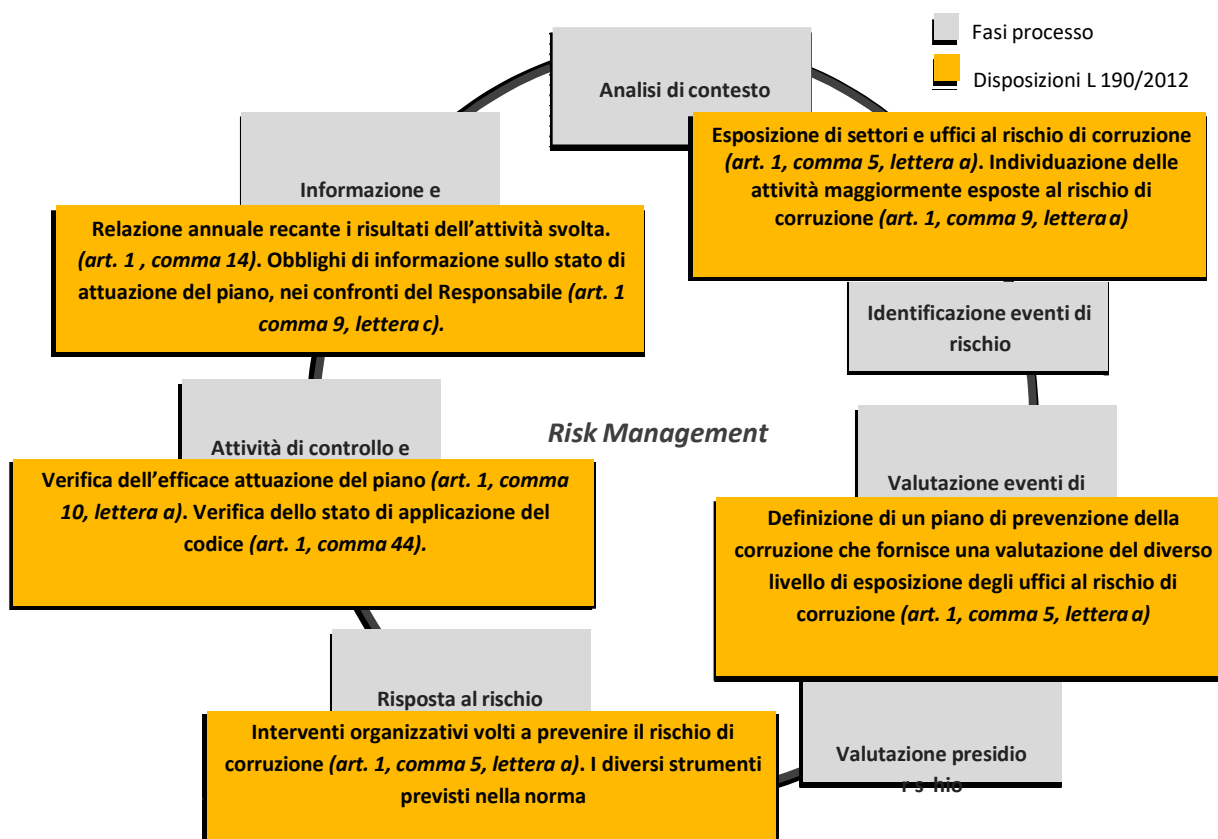 Fasi processo
Disposizioni L 190/2012
Analisi di contesto
Esposizione di settori e uffici al rischio di corruzione
(art. 1, comma 5, lettera a). Individuazione delle
attività maggiormente esposte al rischio di
corruzione (art. 1, comma 9, lettera a)
Identificazione eventi di
rischio
Valutazione eventi di
Definizione di un piano di prevenzione della
corruzione che fornisce una valutazione del diverso
livello di esposizione degli uffici al rischio di
corruzione (art. 1, comma 5, lettera a)
Valutazione presidio
Risposta al rischio
Interventi organizzativi volti a prevenire il rischio di
corruzione (art. 1, comma 5, lettera a). I diversi strumenti
previsti nella norma
Attività di controllo e
Verifica dell’efficace attuazione del piano (art. 1, comma
10, lettera a). Verifica dello stato di applicazione del
codice (art. 1, comma 44).
Informazione e
Relazione annuale recante i risultati dell’attività svolta.
(art. 1 , comma 14). Obblighi di informazione sullo stato di
attuazione del piano, nei confronti del Responsabile (art. 1
comma 9, lettera c).
Risk Management